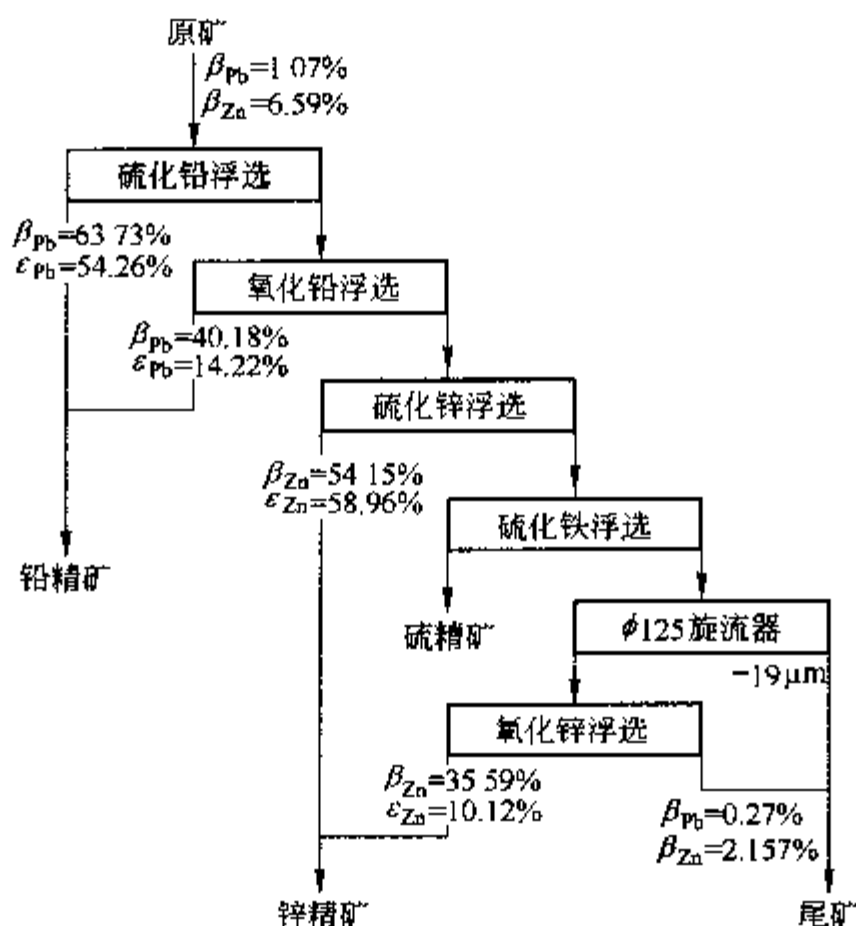 原矿
βPb=1 07%
βZn=6.59%
硫化铅浮选
βPb=63 73%
εPb=54.26%
氧化铅浮选
βPb=40.18%
εPb=14.22%
硫化锌浮选
βZn=54 15%
εZn=58.96%
硫化铁浮选
铅精矿
硫精矿
ϕ125旋流器
-19μm
氧化锌浮选
βZn=35 59%
εZn=10.12%
βPb=0.27%
βZn=2.157%
锌精矿
尾矿